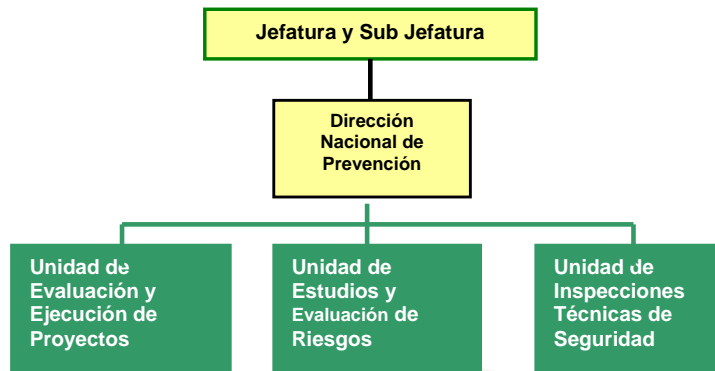 Jefatura y Sub Jefatura
Dirección
Nacional de
Prevención
Unidad de
Evaluación y
Ejecución de
Proyectos
Unidad de
Estudios y
Evaluación de
Riesgos
Unidad de
Inspecciones
Técnicas de
Seguridad